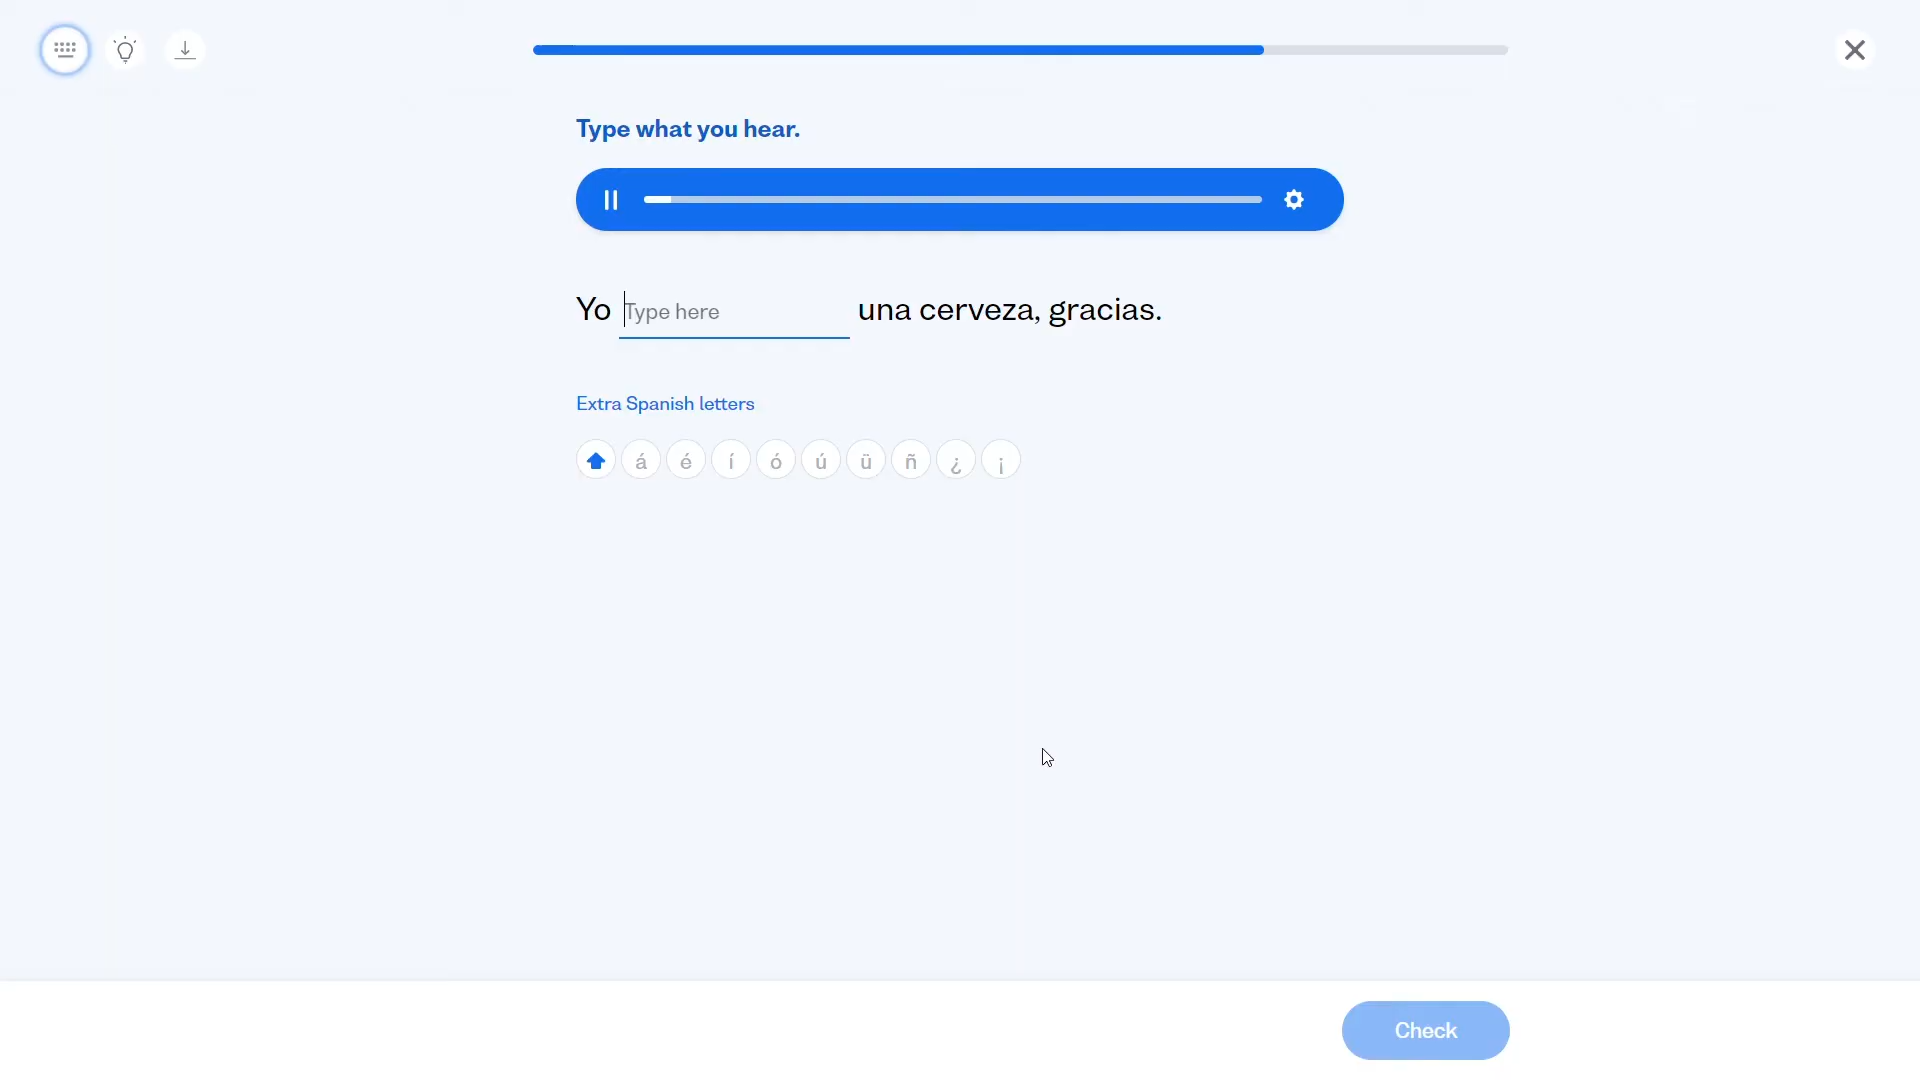 Type what you hear.
Yo Type here una cerveza, gracias.
Extra Spanish letters
á é í ó ú ü ñ ¿ ¡
Check